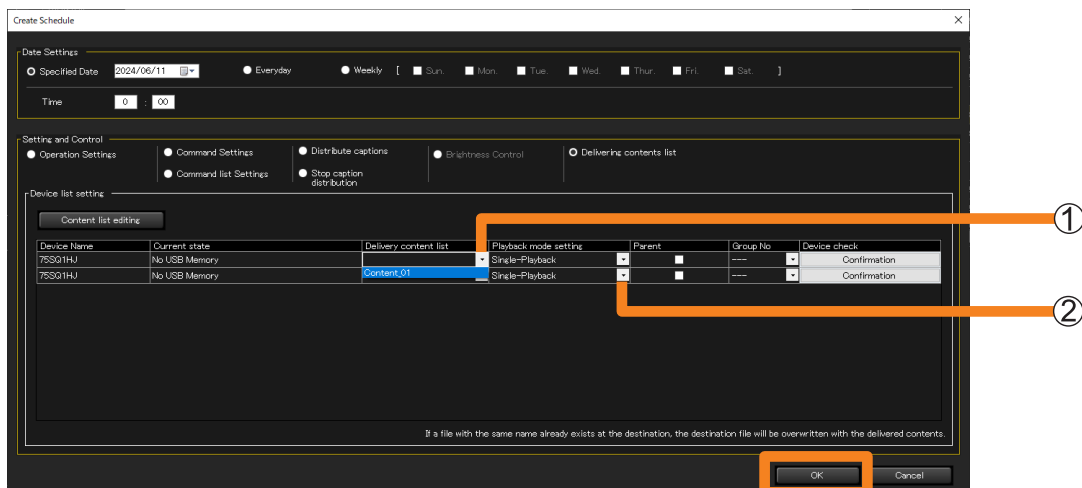 Create Schedule
Date Settings
Specified Date 2024/06/11 Everyday Weekly [ Sun. Mon. Tue. Wed. Thur. Fri. Sat. ]
Time 0 : 00
Setting and Control
Operation Settings Command Settings Distribute captions Brightness Control Delivering contents list
Command list Settings Stop caption distribution
Device list setting
Content list editing
①
Device Name Current state Delivery content list Playback mode setting Parent Group No Device check
75SQ1HJ No USB Memory Single-Playback --- Confirmation
75SQ1HJ No USB Memory Content_01 Single-Playback --- Confirmation
②
If a file with the same name already exists at the destination, the destination file will be overwritten with the delivered contents.
OK Cancel